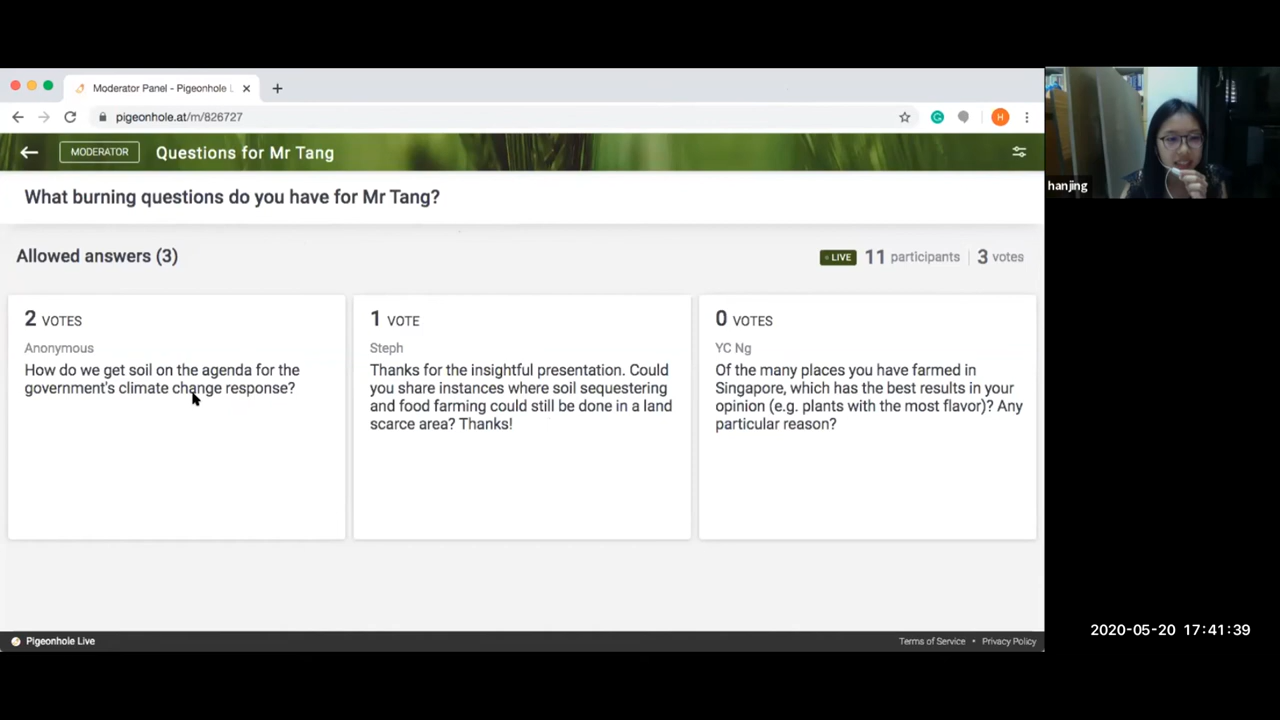 Moderator Panel - Pigeonhole L
pigeonhole.at/m/826727
H
MODERATOR
Questions for Mr Tang
hanjing
What burning questions do you have for Mr Tang?
Allowed answers (3)
LIVE 11 participants | 3 votes
2 VOTES
Anonymous
How do we get soil on the agenda for the
government's climate change response?
1 VOTE
Steph
Thanks for the insightful presentation. Could
you share instances where soil sequestering
and food farming could still be done in a land
scarce area? Thanks!
0 VOTES
YC Ng
Of the many places you have farmed in
Singapore, which has the best results in your
opinion (e.g. plants with the most flavor)? Any
particular reason?
Pigeonhole Live
Terms of Service • Privacy Policy
2020-05-20 17:41:39